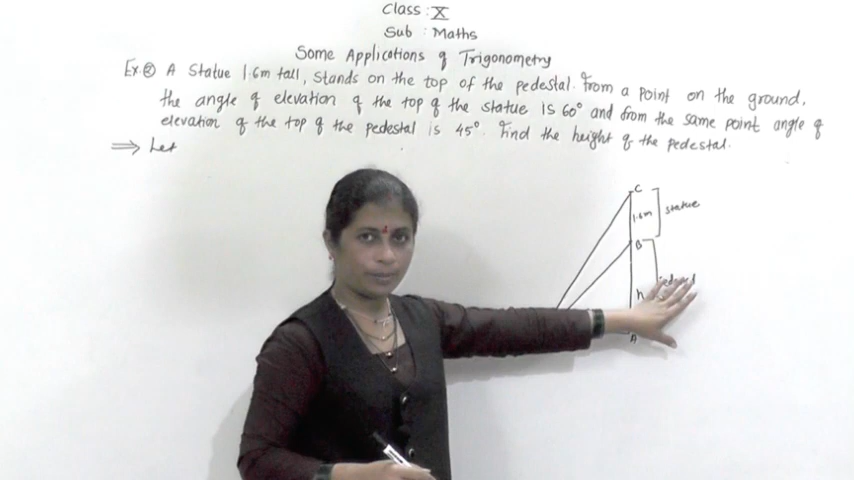 Class : X
Sub : Maths
Some Applications of Trigonometry
Ex.② A Statue 1.6m tall, Stands on the top of the pedestal. From a point on the ground,
the angle of elevation of the top of the statue is 60° and from the same point angle of
elevation of the top of the pedestal is 45°. Find the height of the pedestal.
⇒ Let
C
1.6m Statue
B
h
A